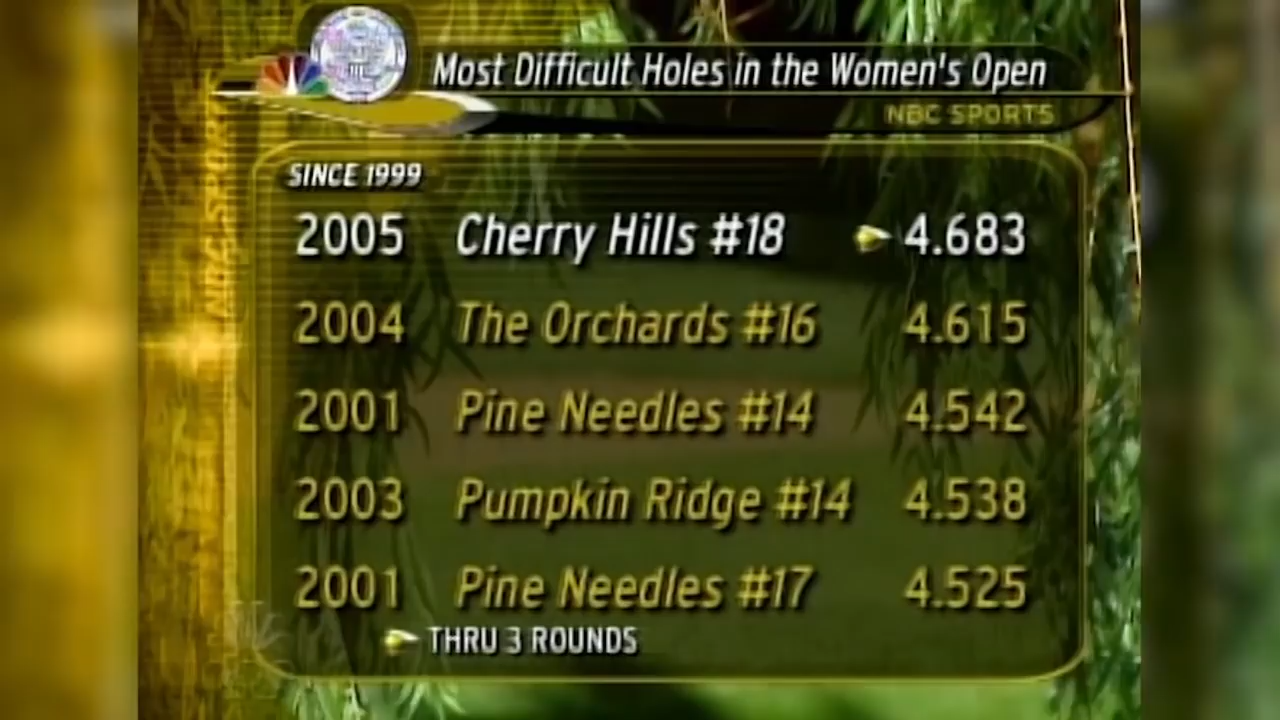 Most Difficult Holes in the Women's Open
NBC SPORTS
NBC SPORTS
SINCE 1999
2005 Cherry Hills #18 4.683
2004 The Orchards #16 4.615
2001 Pine Needles #14 4.542
2003 Pumpkin Ridge #14 4.538
2001 Pine Needles #17 4.525
THRU 3 ROUNDS